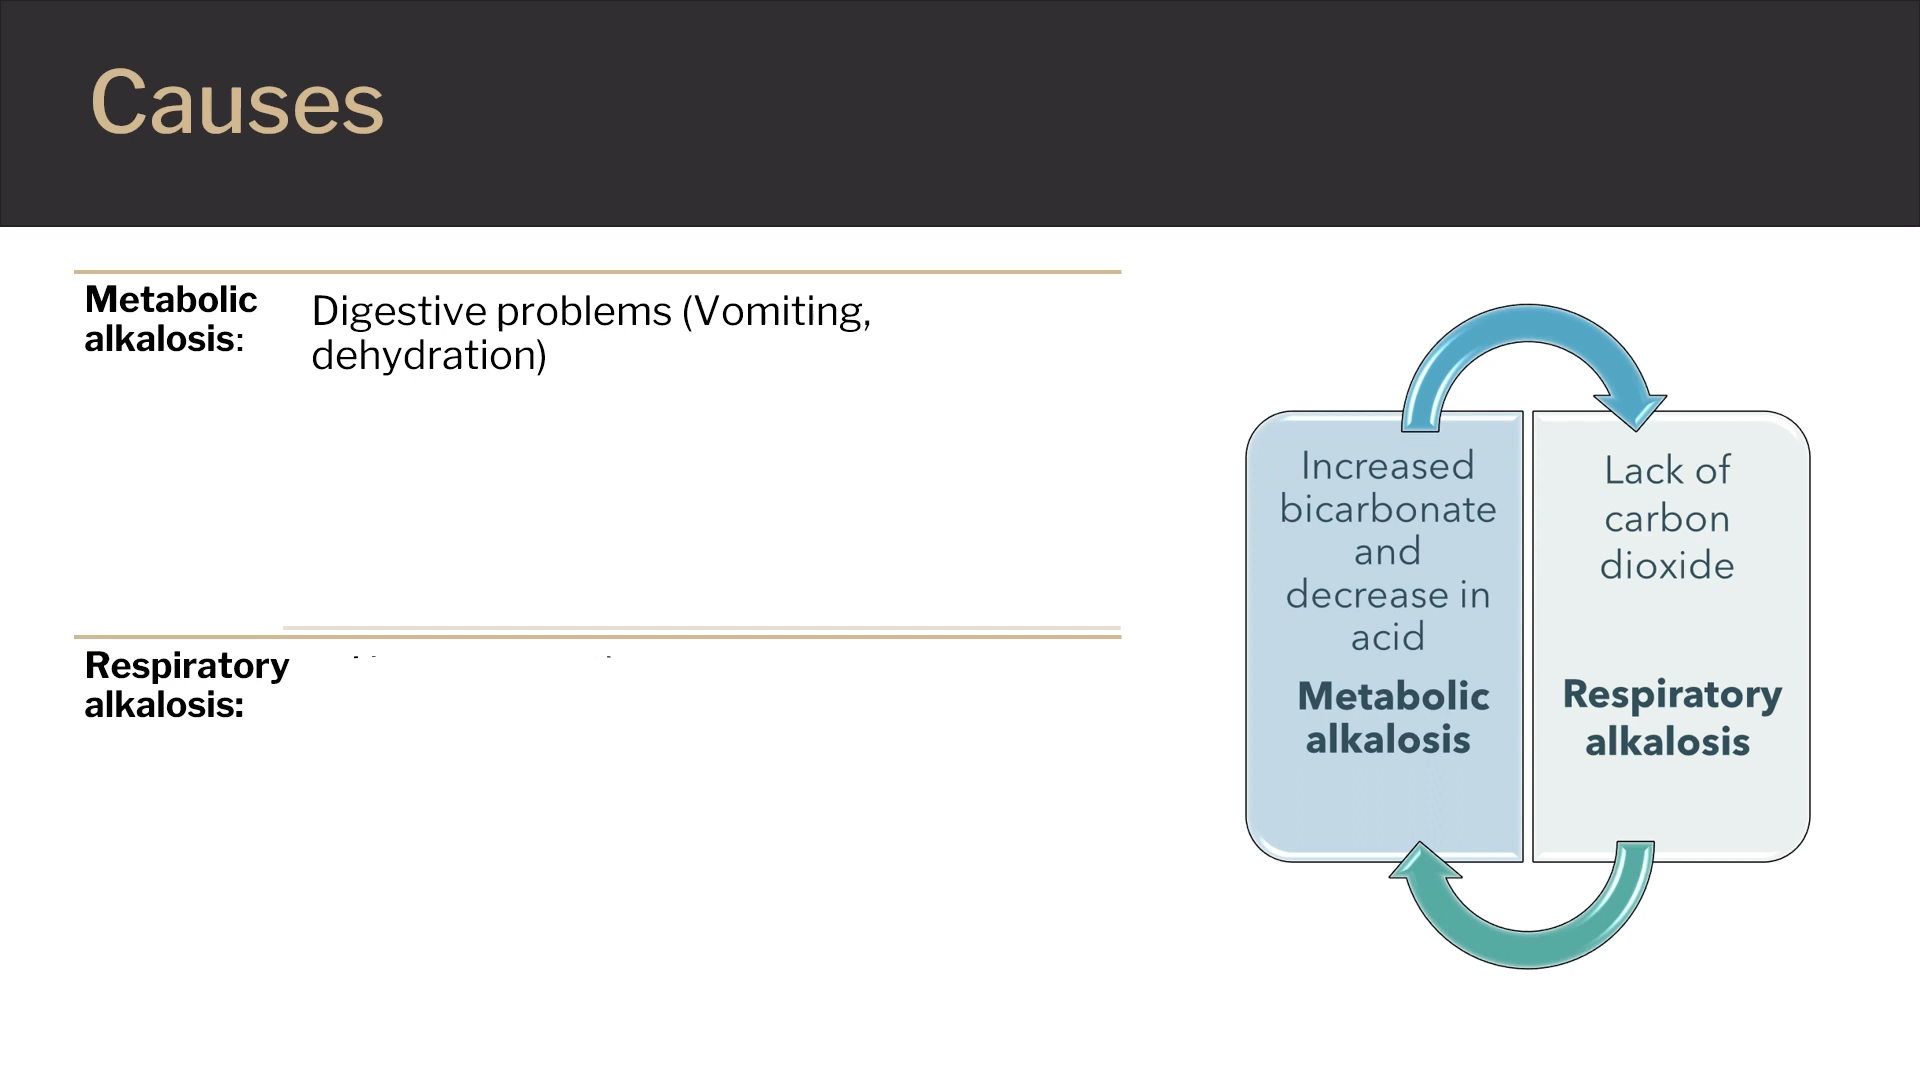 Causes
Metabolic
alkalosis:
Digestive problems (Vomiting,
dehydration)
Respiratory
alkalosis:
Increased
bicarbonate
and
decrease in
acid
Metabolic
alkalosis
Lack of
carbon
dioxide
Respiratory
alkalosis